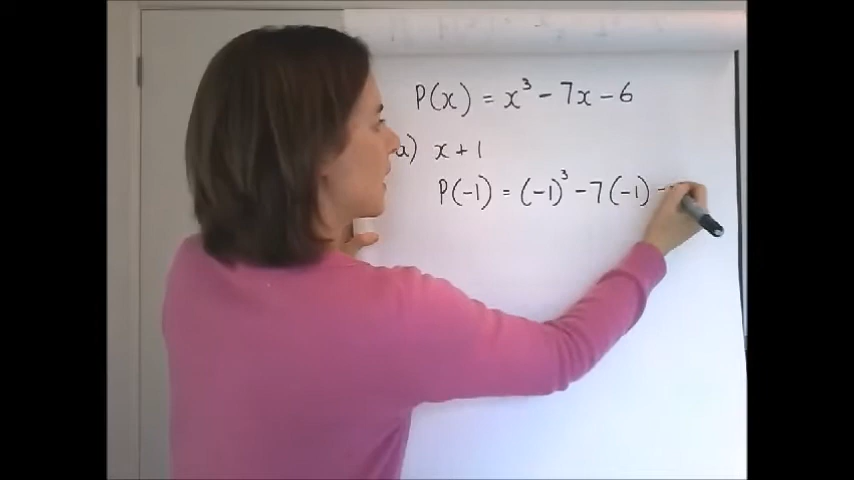 P(x) = x³ - 7x - 6
a) x + 1
P(-1) = (-1)³ - 7(-1) -